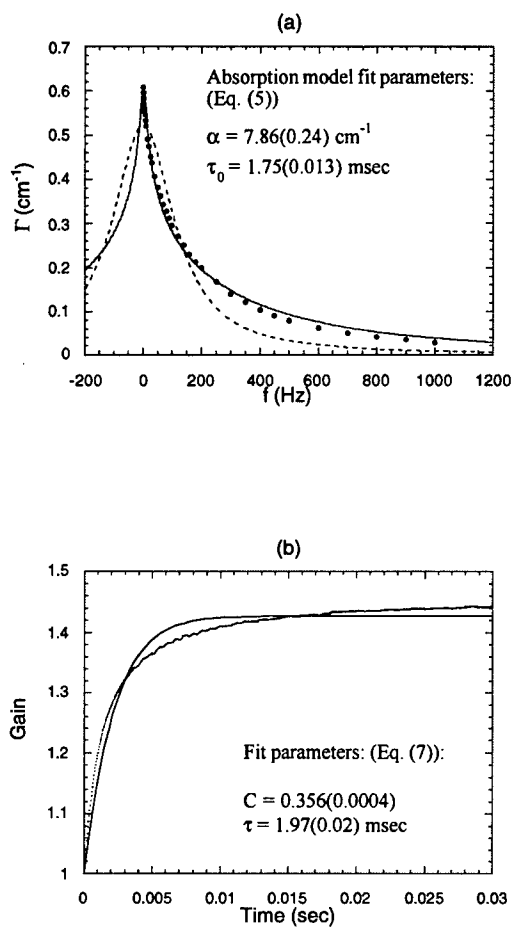 (a)
Γ (cm⁻¹)
0.7
0.6
0.5
0.4
0.3
0.2
0.1
0
Absorption model fit parameters:
(Eq. (5))
α = 7.86(0.24) cm⁻¹
τ₀ = 1.75(0.013) msec
-200 0 200 400 600 800 1000 1200
f (Hz)
(b)
Gain
1.5
1.4
1.3
1.2
1.1
1
Fit parameters: (Eq. (7)):
C = 0.356(0.0004)
τ = 1.97(0.02) msec
0 0.005 0.01 0.015 0.02 0.025 0.03
Time (sec)